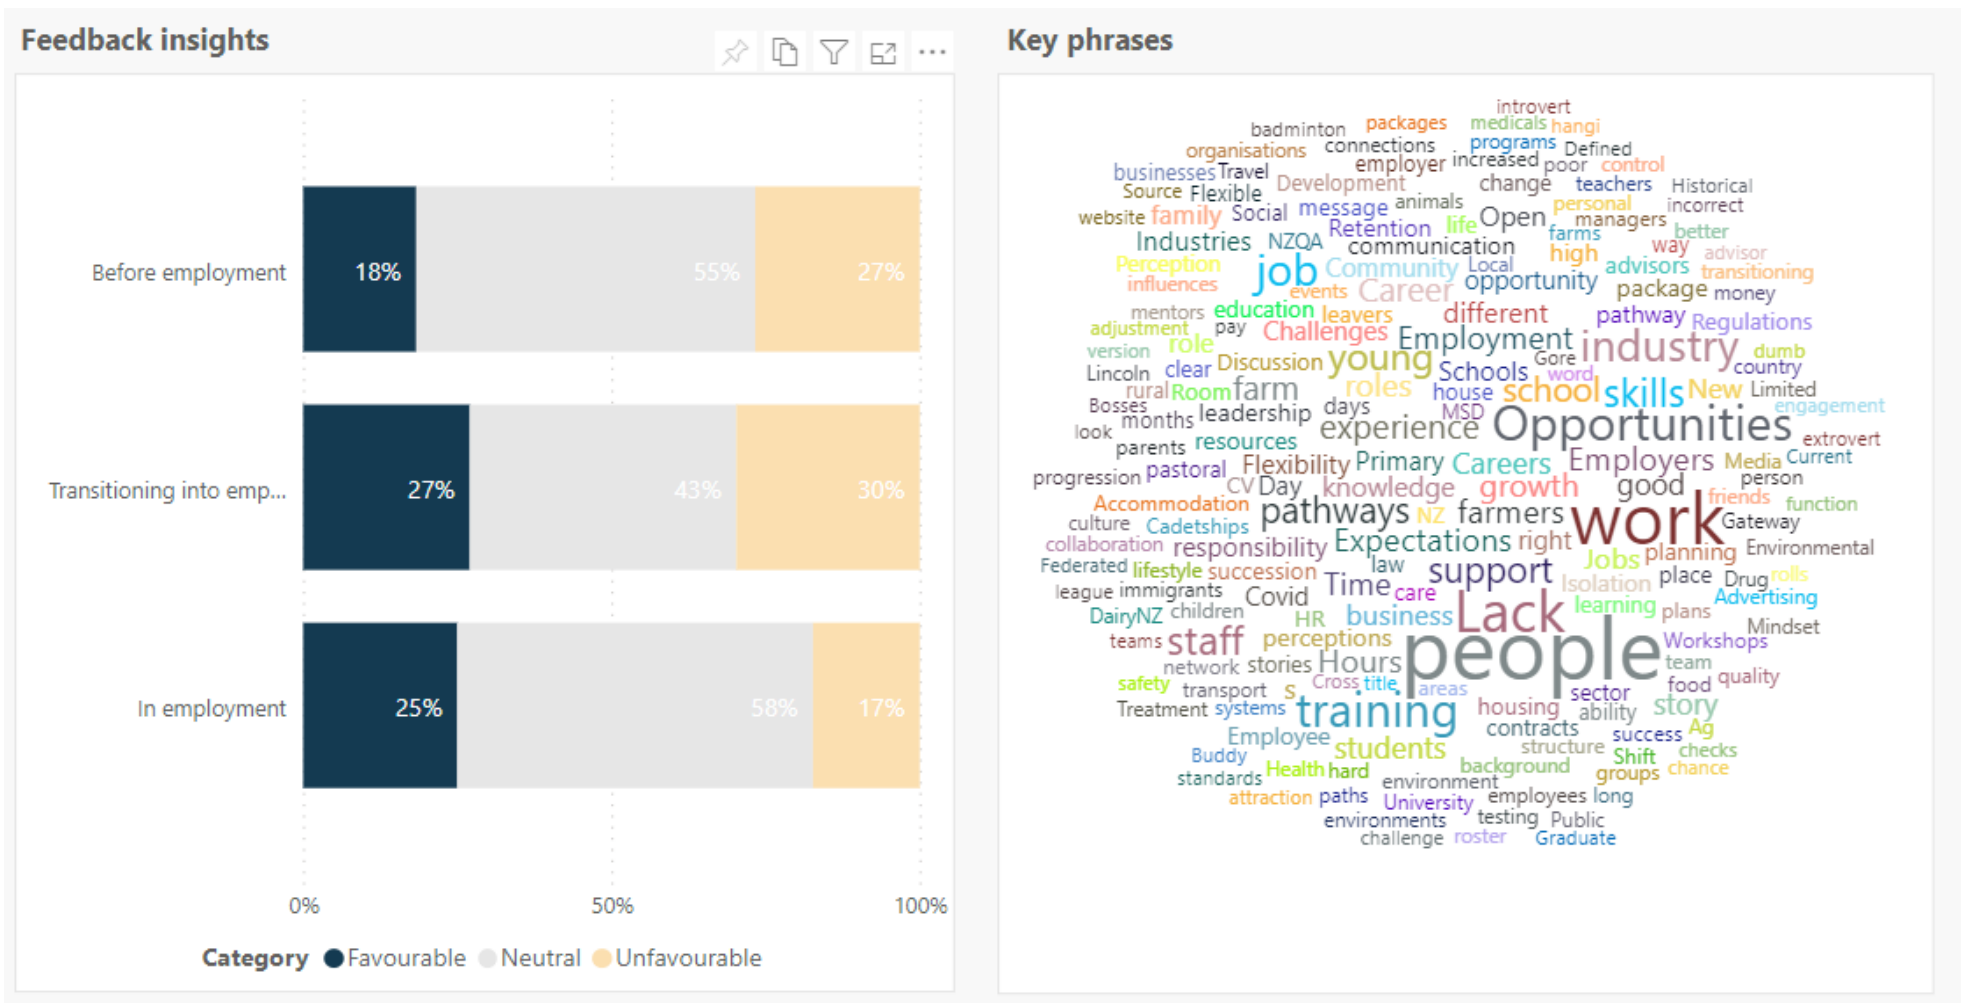 Feedback insights
Before employment
18%
55%
27%
Transitioning into emp...
27%
43%
30%
In employment
25%
58%
17%
0%
50%
100%
Category Favourable Neutral Unfavourable
Key phrases
introvert
badminton packages medicals hangi
organisations connections programs Defined
businesses Travel employer increased poor control
Source Flexible Development change teachers Historical
website family Social message animals Open personal managers incorrect
Industries NZQA Retention communication life farms high way better advisor
Perception job Community Local opportunity advisors transitioning
influences events Career package money
mentors education leavers different pathway Regulations
adjustment pay Challenges Employment industry dumb
version role Discussion young Gore country
Lincoln clear Schools word
rural Room farm roles house school skills New Limited
Bosses months leadership days MSD Opportunities engagement
look parents resources experience extrovert
progression pastoral Flexibility Primary Careers Employers Media Current
CV Day knowledge growth good person
Accommodation pathways NZ farmers work friends function
culture Cadetships Gateway
collaboration responsibility Expectations right Jobs planning Environmental
Federated lifestyle succession law support Isolation place Drug rolls
league immigrants Covid Time care Lack learning plans Advertising
DairyNZ children HR business Mindset
teams staff perceptions people Workshops
network stories Hours team
safety transport s Cross title areas sector food quality
Treatment systems training housing ability story
Employee contracts success Ag
Buddy students structure Shift checks
standards Health hard background groups chance
environment
attraction paths University employees long
environments testing Public
challenge roster Graduate